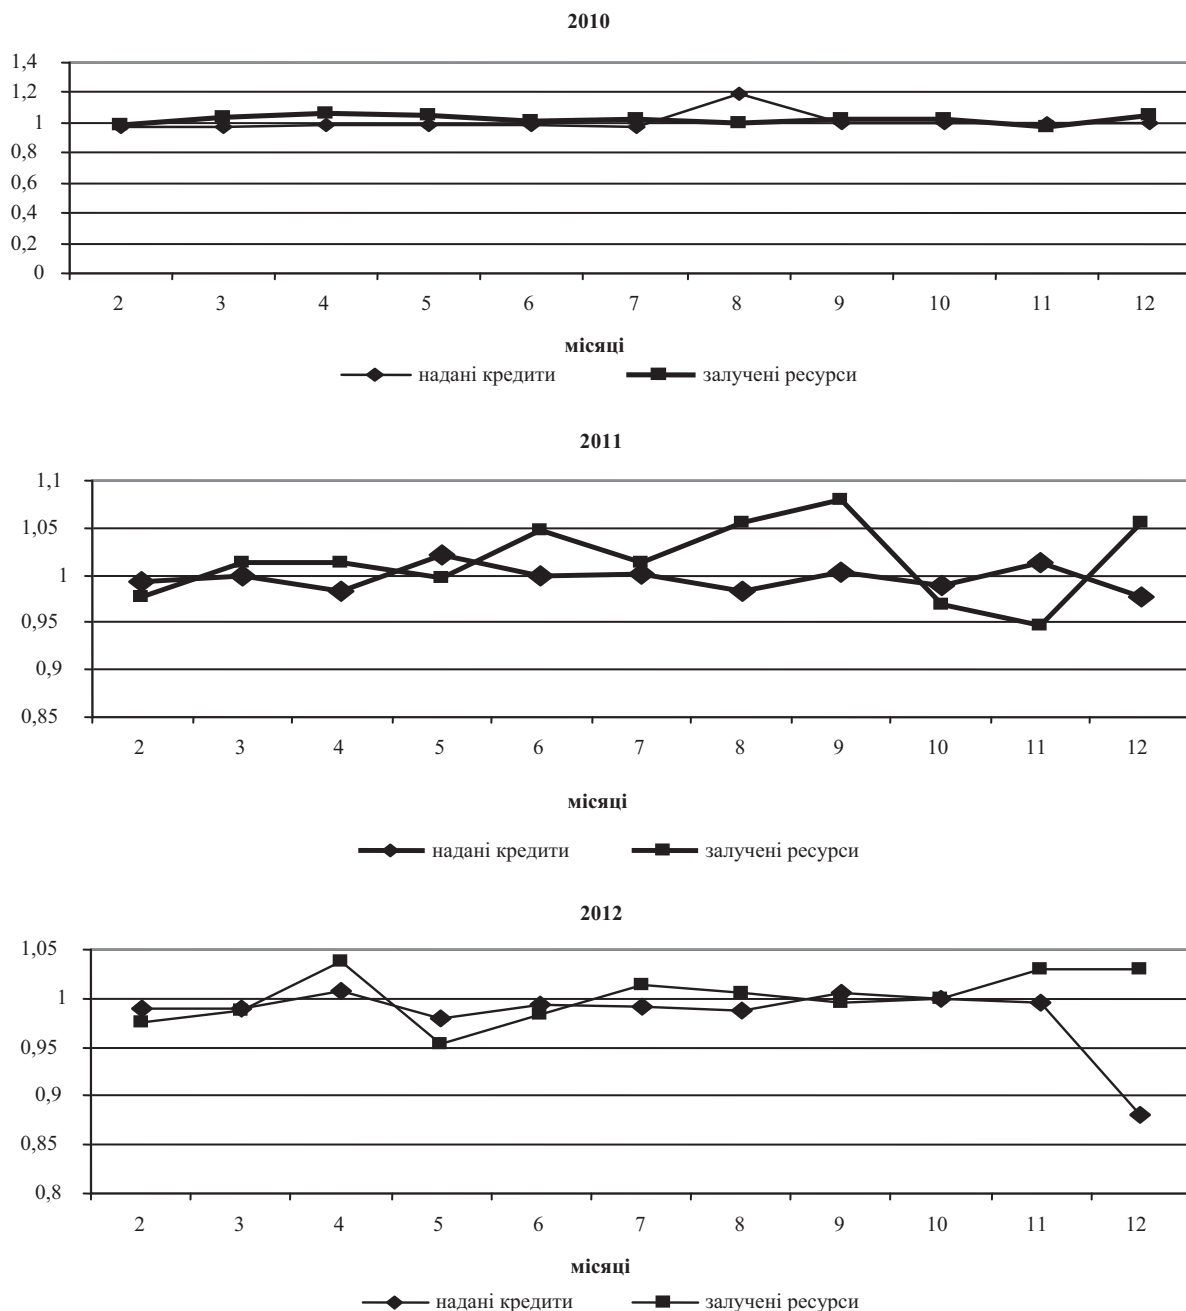 2010
1,4
1,2
1
0,8
0,6
0,4
0,2
0
2 3 4 5 6 7 8 9 10 11 12
місяці
надані кредити залучені ресурси
2011
1,1
1,05
1
0,95
0,9
0,85
2 3 4 5 6 7 8 9 10 11 12
місяці
надані кредити залучені ресурси
2012
1,05
1
0,95
0,9
0,85
0,8
2 3 4 5 6 7 8 9 10 11 12
місяці
надані кредити залучені ресурси